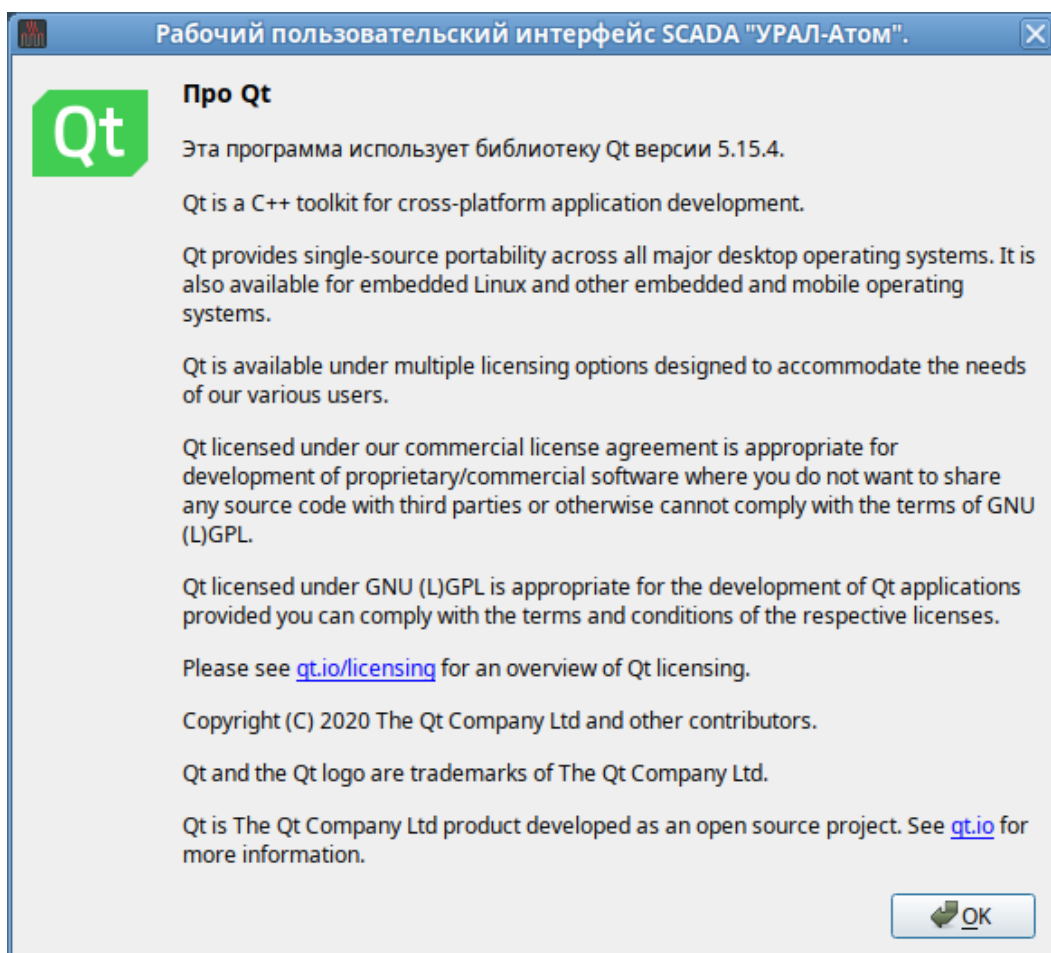 Рабочий пользовательский интерфейс SCADA "УРАЛ-Атом".
Qt
Про Qt
Эта программа использует библиотеку Qt версии 5.15.4.
Qt is a C++ toolkit for cross-platform application development.
Qt provides single-source portability across all major desktop operating systems. It is
also available for embedded Linux and other embedded and mobile operating
systems.
Qt is available under multiple licensing options designed to accommodate the needs
of our various users.
Qt licensed under our commercial license agreement is appropriate for
development of proprietary/commercial software where you do not want to share
any source code with third parties or otherwise cannot comply with the terms of GNU
(L)GPL.
Qt licensed under GNU (L)GPL is appropriate for the development of Qt applications
provided you can comply with the terms and conditions of the respective licenses.
Please see qt.io/licensing for an overview of Qt licensing.
Copyright (C) 2020 The Qt Company Ltd and other contributors.
Qt and the Qt logo are trademarks of The Qt Company Ltd.
Qt is The Qt Company Ltd product developed as an open source project. See qt.io for
more information.
OK